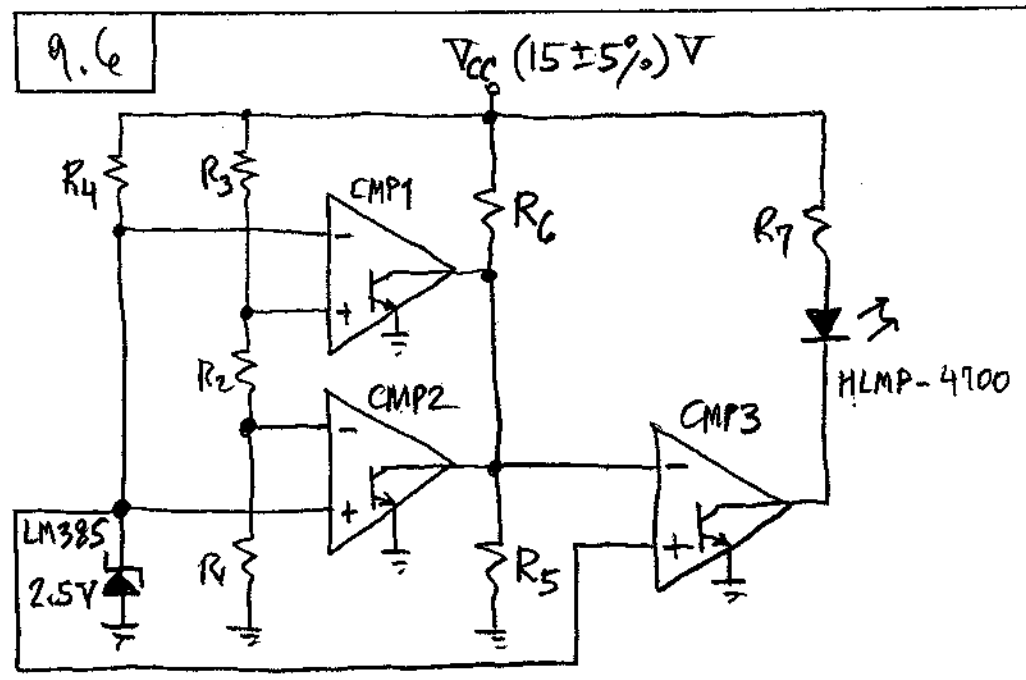 9.6
VCC (15 ±5%) V
R4
R3
CMP1
R6
R7
-
+
R2
CMP2
HLMP-4700
CMP3
-
+
-
+
LM385
2.5V
R1
R5